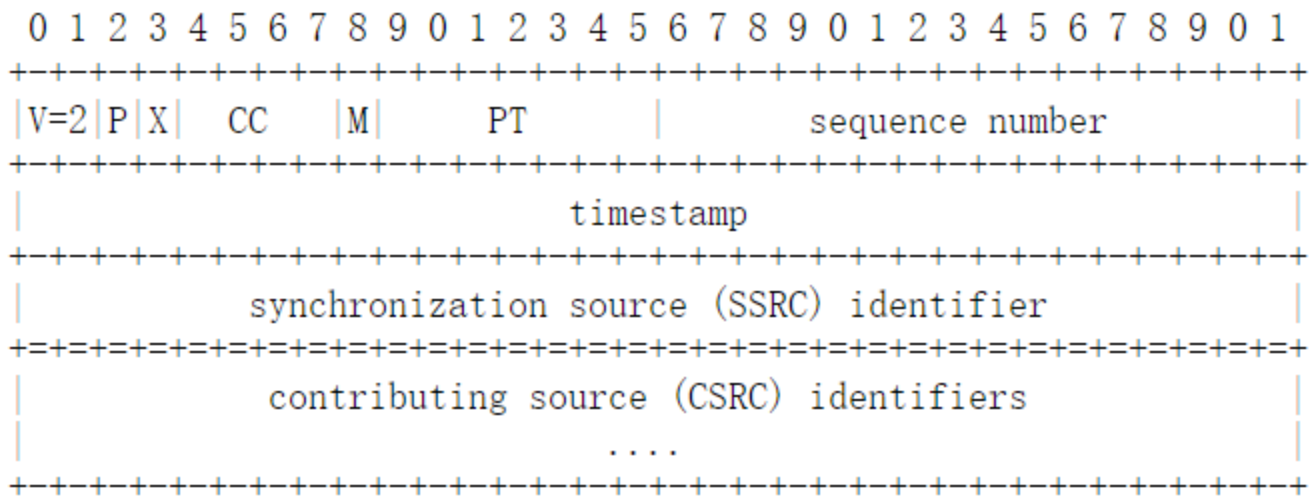 0 1 2 3 4 5 6 7 8 9 0 1 2 3 4 5 6 7 8 9 0 1 2 3 4 5 6 7 8 9 0 1
+-+-+-+-+-+-+-+-+-+-+-+-+-+-+-+-+-+-+-+-+-+-+-+-+-+-+-+-+-+-+-+-+
|V=2|P|X|  CC   |M|     PT      |       sequence number         |
+-+-+-+-+-+-+-+-+-+-+-+-+-+-+-+-+-+-+-+-+-+-+-+-+-+-+-+-+-+-+-+-+
|                           timestamp                           |
+-+-+-+-+-+-+-+-+-+-+-+-+-+-+-+-+-+-+-+-+-+-+-+-+-+-+-+-+-+-+-+-+
|           synchronization source (SSRC) identifier            |
+=+=+=+=+=+=+=+=+=+=+=+=+=+=+=+=+=+=+=+=+=+=+=+=+=+=+=+=+=+=+=+=+
|            contributing source (CSRC) identifiers             |
|                             ....                              |
+-+-+-+-+-+-+-+-+-+-+-+-+-+-+-+-+-+-+-+-+-+-+-+-+-+-+-+-+-+-+-+-+